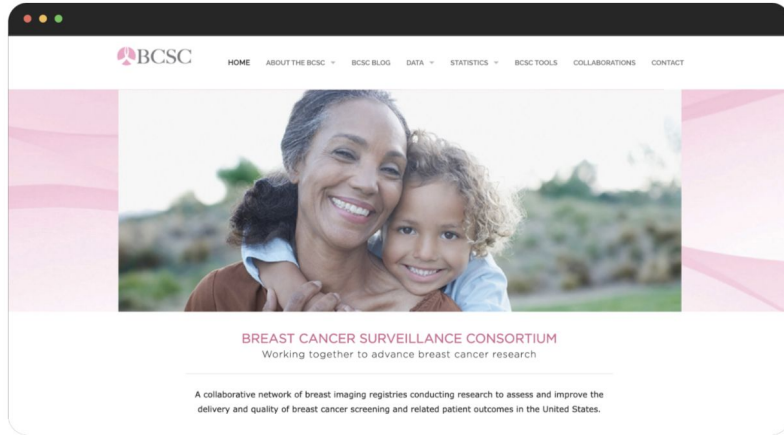 BCSC
HOME ABOUT THE BCSC BCSC BLOG DATA STATISTICS BCSC TOOLS COLLABORATIONS CONTACT
BREAST CANCER SURVEILLANCE CONSORTIUM
Working together to advance breast cancer research
A collaborative network of breast imaging registries conducting research to assess and improve the
delivery and quality of breast cancer screening and related patient outcomes in the United States.